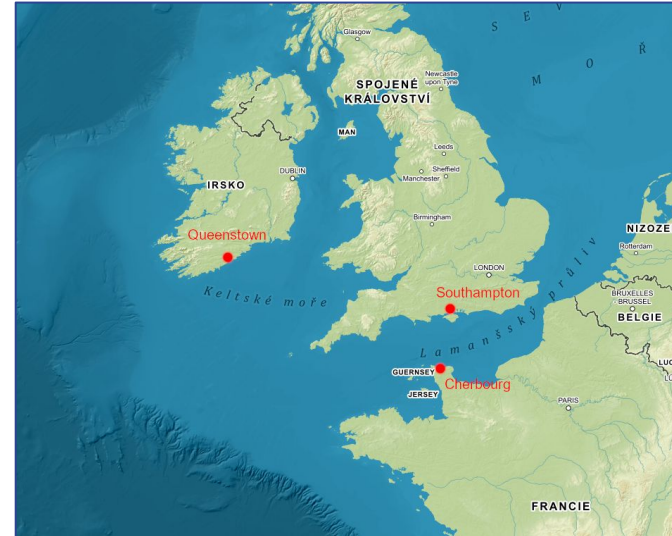 S E V
M O Ř
Glasgow
Newcastle
upon Tyne
SPOJENÉ
KRÁLOVSTVÍ
MAN
Leeds
Sheffield
Manchester
DUBLIN
IRSKO
Birmingham
NIZOZE
Queenstown
Rotterdam
LONDON
Keltské moře
Southampton
BRUXELLES
BRUSSEL
BELGIE
Lamanšský průliv
LUC
GUERNSEY
Cherbourg
JERSEY
PARIS
FRANCIE